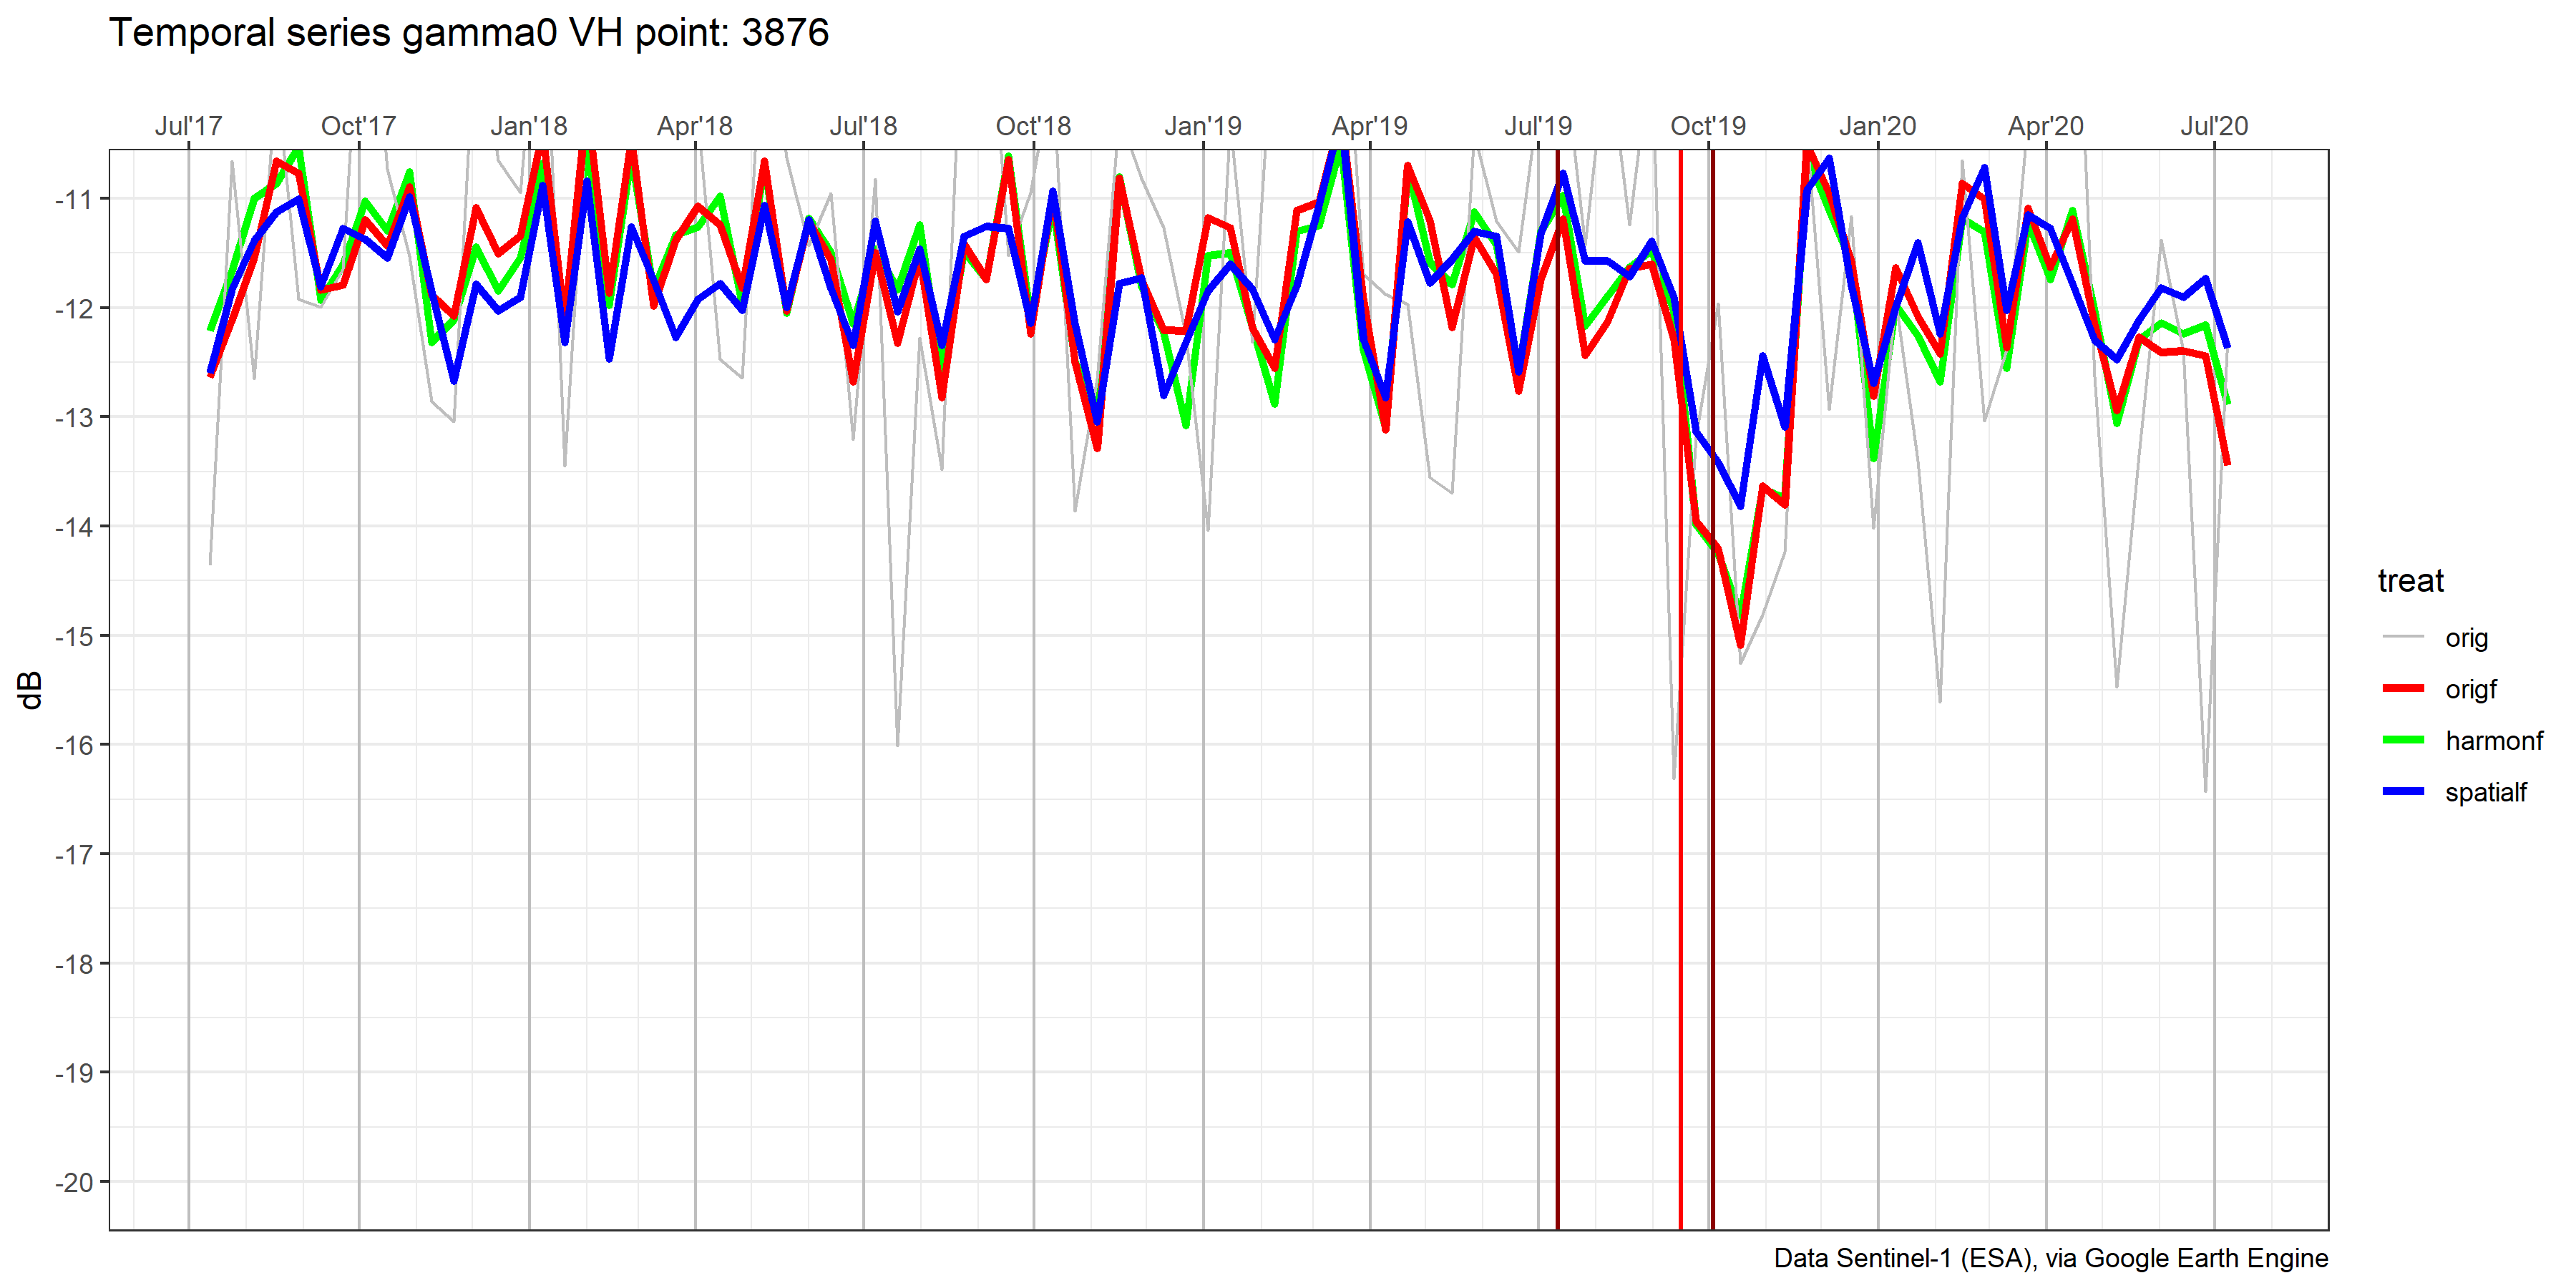 Temporal series gamma0 VH point: 3876
Jul'17 Oct'17 Jan'18 Apr'18 Jul'18 Oct'18 Jan'19 Apr'19 Jul'19 Oct'19 Jan'20 Apr'20 Jul'20
-11
-12
-13
-14
-15
-16
-17
-18
-19
-20
dB
treat
orig
origf
harmonf
spatialf
Data Sentinel-1 (ESA), via Google Earth Engine